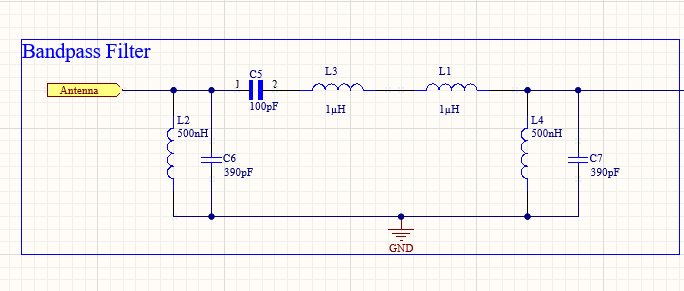 Bandpass Filter
Antenna
C5
1 2
100pF
L3
1µH
L1
1µH
L2
500nH
C6
390pF
L4
500nH
C7
390pF
GND